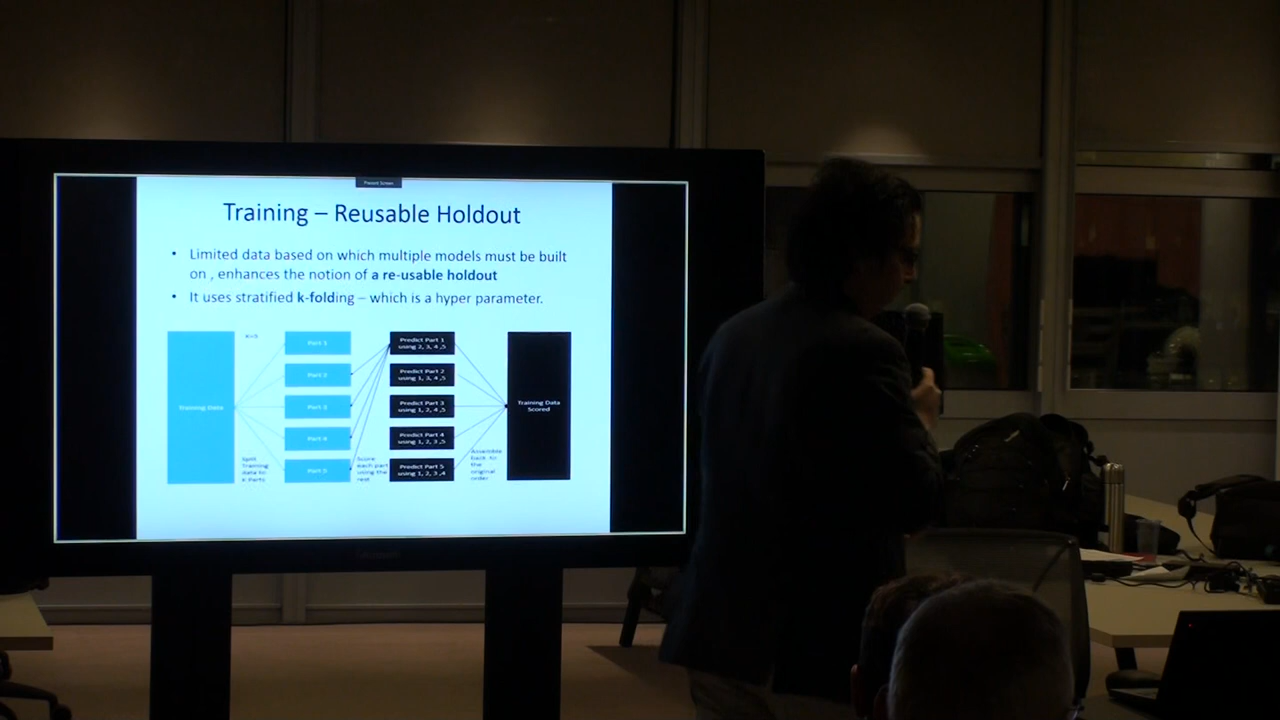 Present Screen
Training – Reusable Holdout
• Limited data based on which multiple models must be built
on , enhances the notion of a re-usable holdout
• It uses stratified k-folding – which is a hyper parameter.
K=5
Training Data
Split
Training
data to
K Parts
Part 1
Part 2
Part 3
Part 4
Part 5
Score
each part
using the
rest
Predict Part 1
using 2, 3, 4 ,5
Predict Part 2
using 1, 3, 4 ,5
Predict Part 3
using 1, 2, 4 ,5
Predict Part 4
using 1, 2, 3 ,5
Predict Part 5
using 1, 2, 3 ,4
Assemble
back to
the
original
order
Training Data
Scored